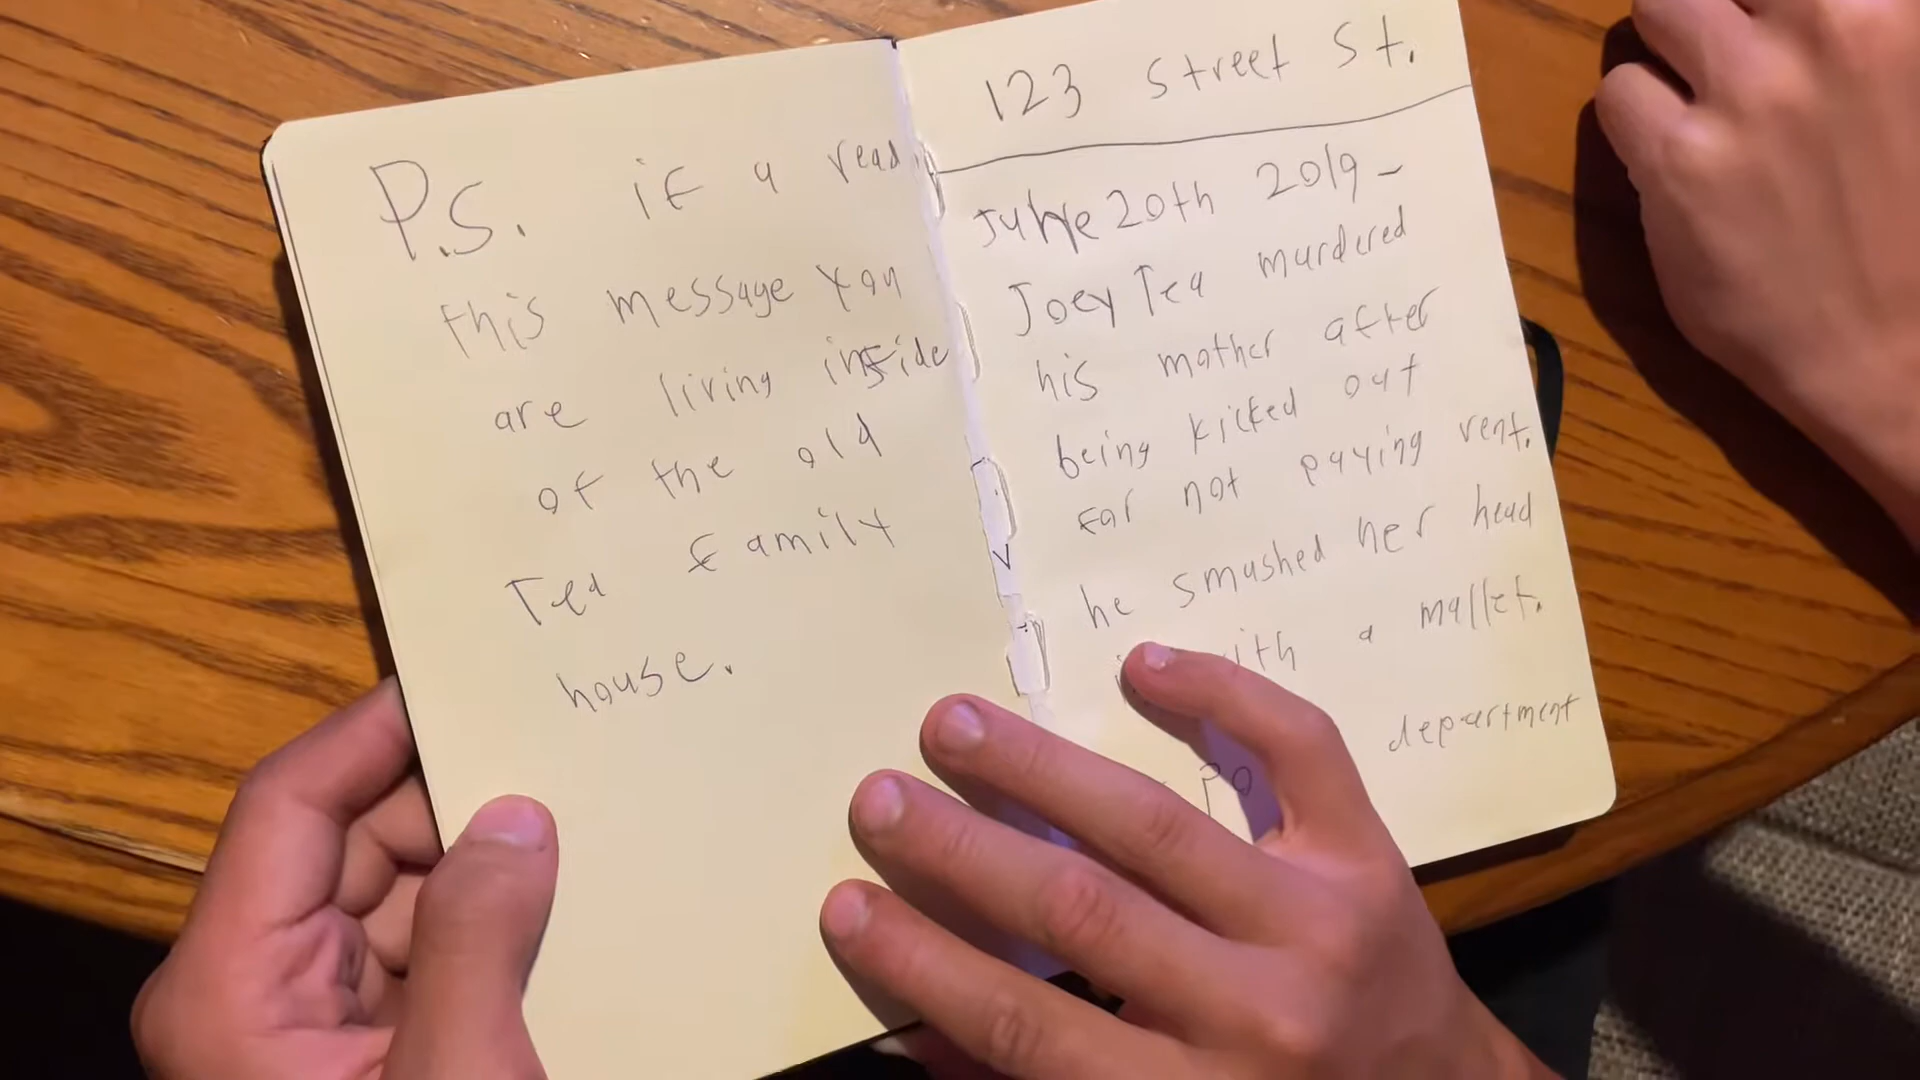 P.S. if u read
this message you
are living inside
of the old
Tea family
house.
123 street St.
June 20th 2019-
Joey Tea murdered
his mother after
being kicked out
for not paying rent.
he smashed her head
with a mallet.
department